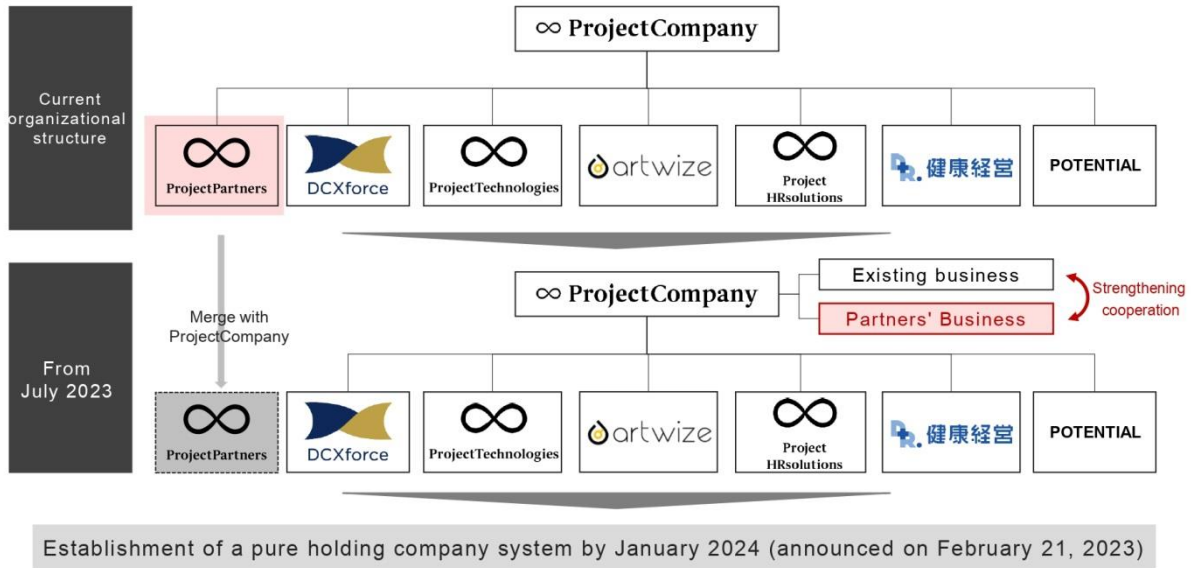 ∞ ProjectCompany
Current
organizational
structure
ProjectPartners
DCXforce
ProjectTechnologies
artwize
Project
HRsolutions
DR.健康経営
POTENTIAL
∞ ProjectCompany
Existing business
Partners' Business
Strengthening
cooperation
Merge with
ProjectCompany
From
July 2023
ProjectPartners
DCXforce
ProjectTechnologies
artwize
Project
HRsolutions
DR.健康経営
POTENTIAL
Establishment of a pure holding company system by January 2024 (announced on February 21, 2023)